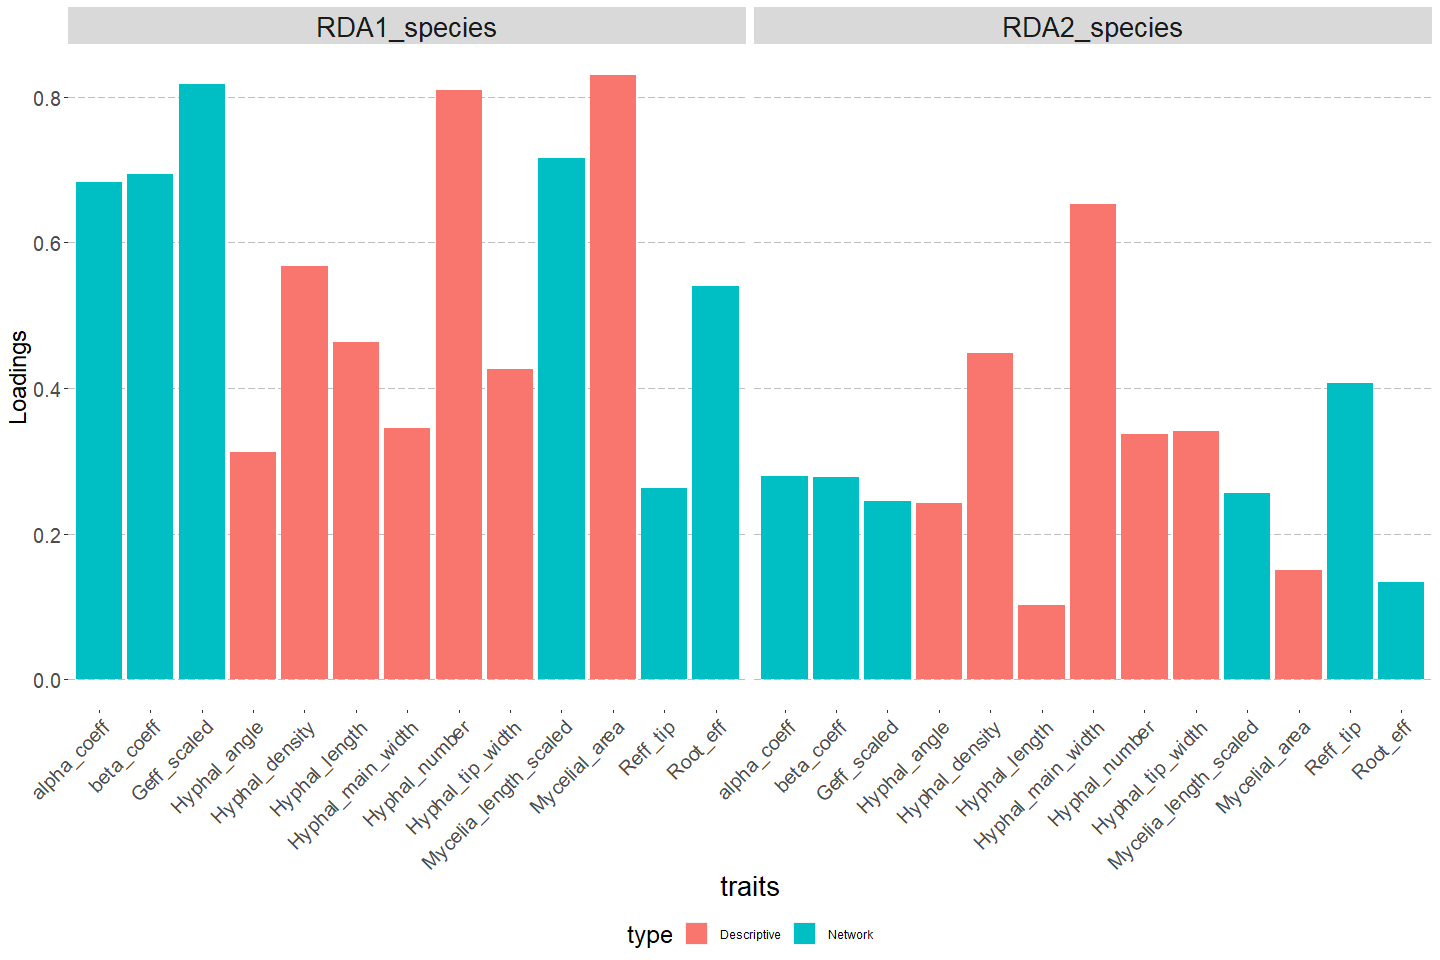 RDA1_species
RDA2_species
Loadings
0.8
0.6
0.4
0.2
0.0
alpha_coeff
beta_coeff
Geff_scaled
Hyphal_angle
Hyphal_density
Hyphal_length
Hyphal_main_width
Hyphal_number
Hyphal_tip_width
Mycelia_length_scaled
Mycelial_area
Reff_tip
Root_eff
alpha_coeff
beta_coeff
Geff_scaled
Hyphal_angle
Hyphal_density
Hyphal_length
Hyphal_main_width
Hyphal_number
Hyphal_tip_width
Mycelia_length_scaled
Mycelial_area
Reff_tip
Root_eff
traits
type Descriptive Network